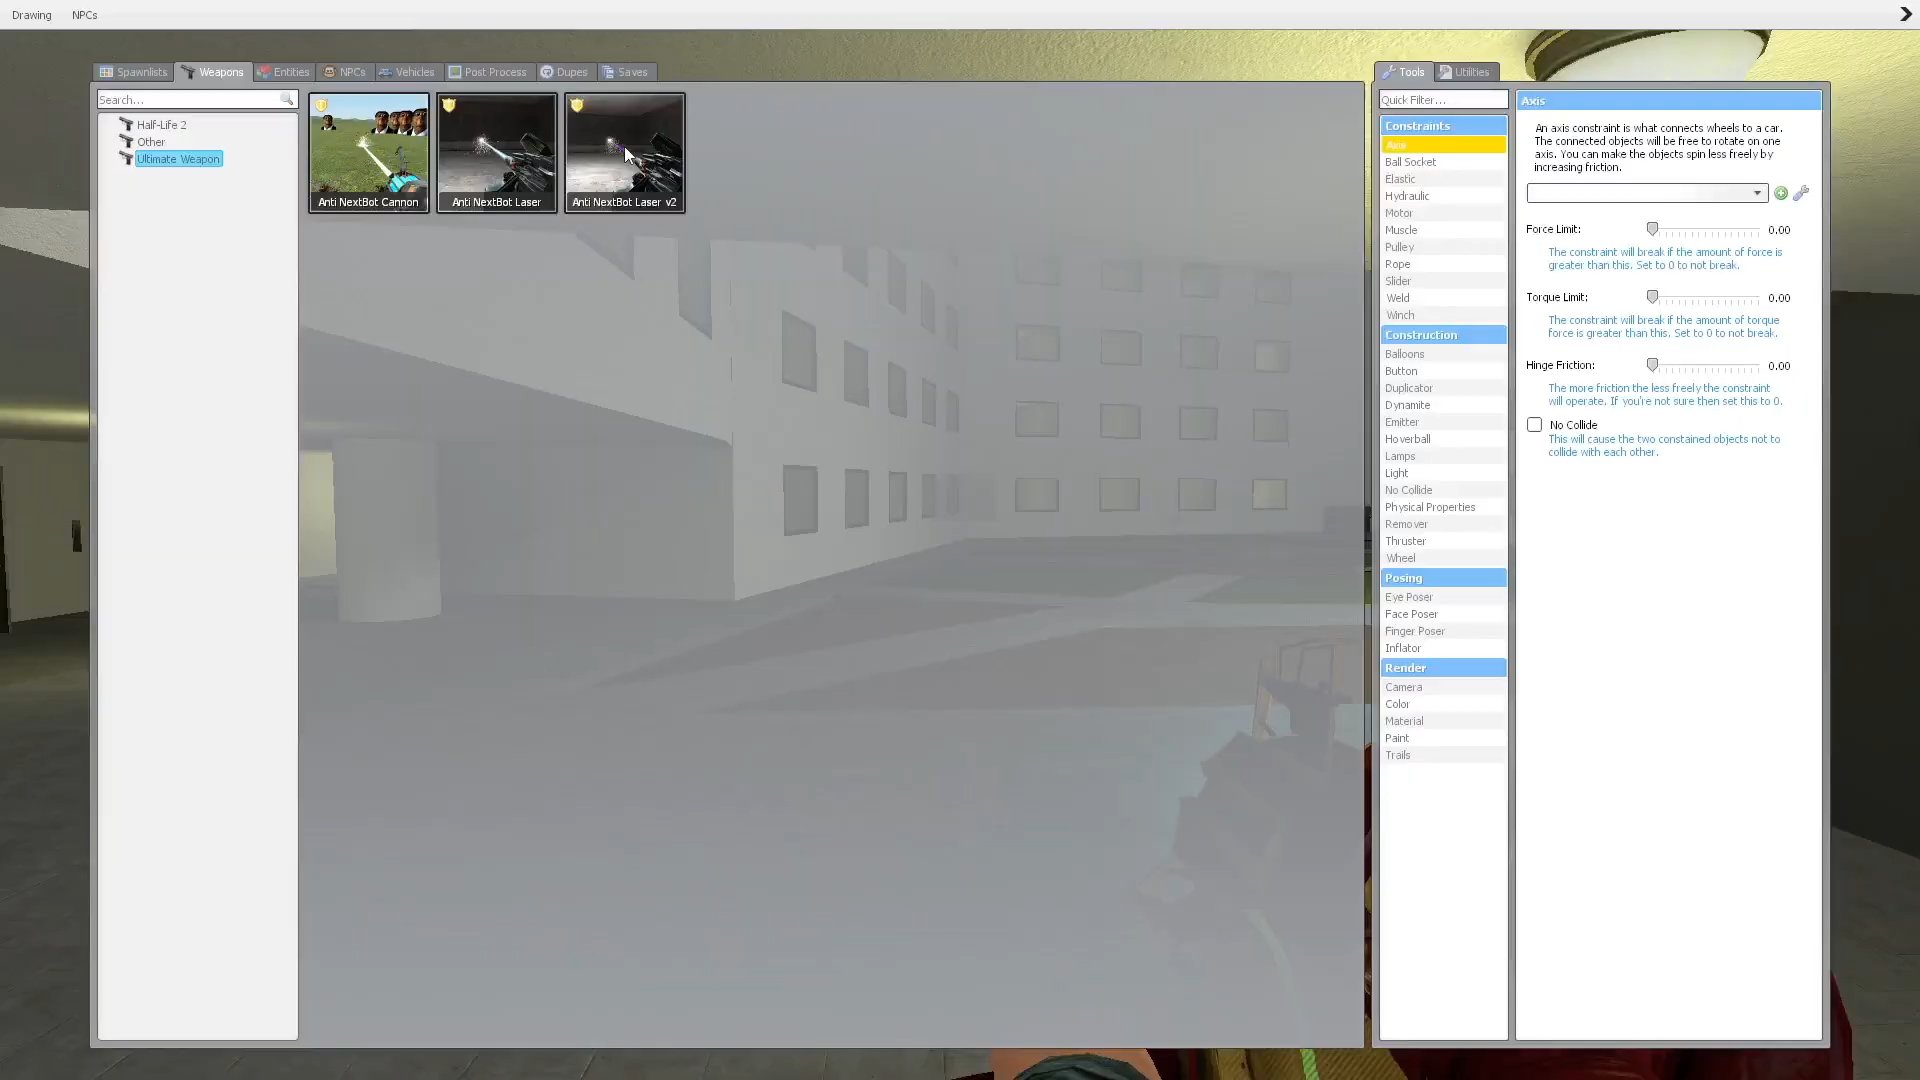 Drawing NPCs
Spawnlists Weapons Entities NPCs Vehicles Post Process Dupes Saves
Search...
Half-Life 2
Other
Ultimate Weapon
Anti NextBot Cannon
Anti NextBot Laser
Anti NextBot Laser v2
Tools Utilities
Quick Filter...
Constraints
Axis
Ball Socket
Elastic
Hydraulic
Motor
Muscle
Pulley
Rope
Slider
Weld
Winch
Construction
Balloons
Button
Duplicator
Dynamite
Emitter
Hoverball
Lamps
Light
No Collide
Physical Properties
Remover
Thruster
Wheel
Posing
Eye Poser
Face Poser
Finger Poser
Inflator
Render
Camera
Color
Material
Paint
Trails
Axis
An axis constraint is what connects wheels to a car.
The connected objects will be free to rotate on one
axis. You can make the objects spin less freely by
increasing friction.
Force Limit: 0.00
The constraint will break if the amount of force is
greater than this. Set to 0 to not break.
Torque Limit: 0.00
The constraint will break if the amount of torque
force is greater than this. Set to 0 to not break.
Hinge Friction: 0.00
The more friction the less freely the constraint
will operate. If you're not sure then set this to 0.
No Collide
This will cause the two constained objects not to
collide with each other.